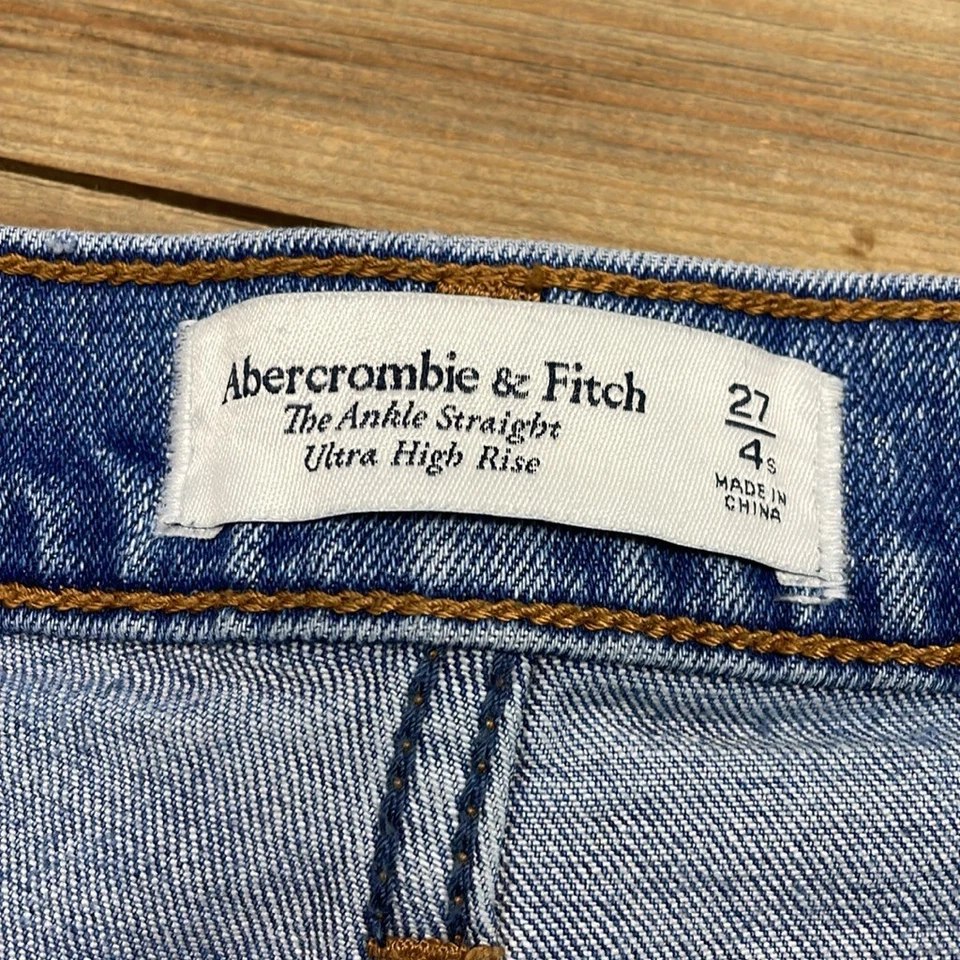 Abercrombie & Fitch
The Ankle Straight
Ultra High Rise
27
4s
MADE IN
CHINA